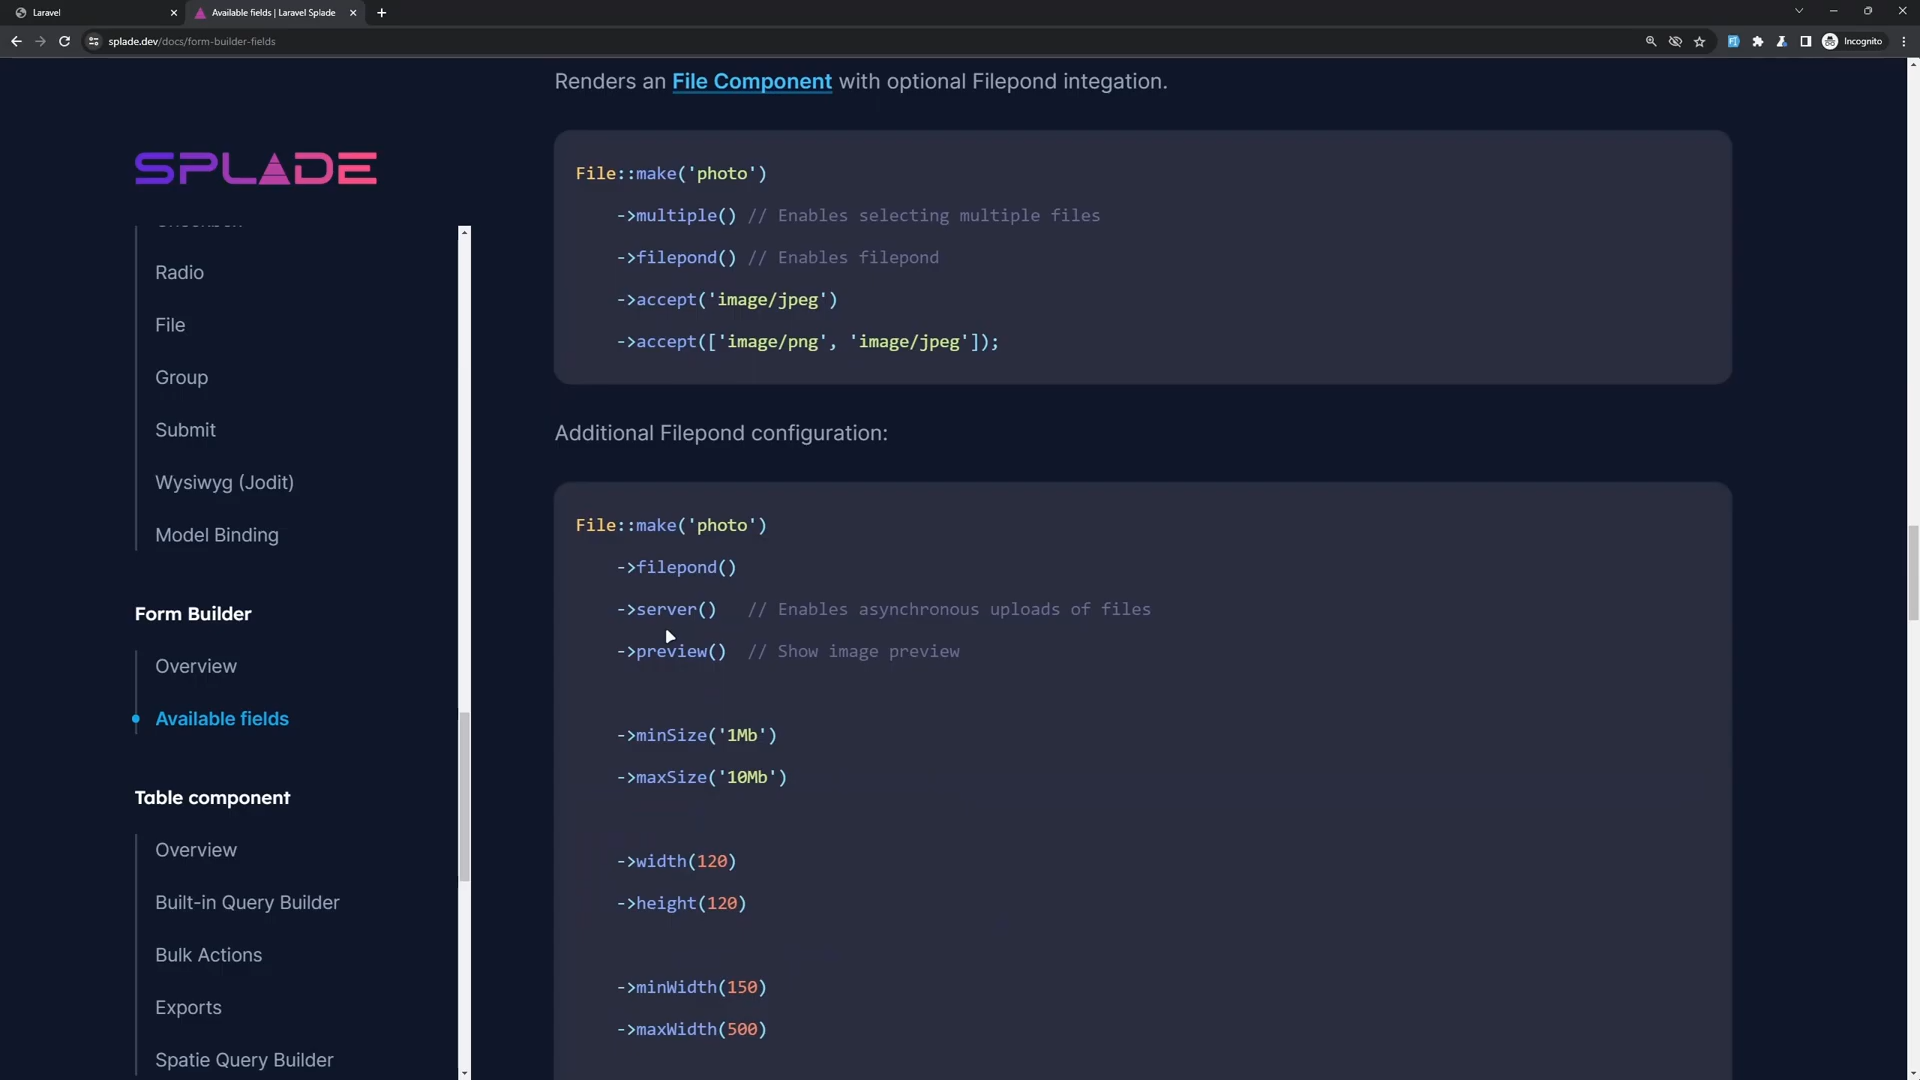 Laravel
Available fields | Laravel Splade
splade.dev/docs/form-builder-fields
Incognito
SPLADE
Radio
File
Group
Submit
Wysiwyg (Jodit)
Model Binding
Form Builder
Overview
Available fields
Table component
Overview
Built-in Query Builder
Bulk Actions
Exports
Spatie Query Builder
Renders an File Component with optional Filepond integation.
File::make('photo')
->multiple() // Enables selecting multiple files
->filepond() // Enables filepond
->accept('image/jpeg')
->accept(['image/png', 'image/jpeg']);
Additional Filepond configuration:
File::make('photo')
->filepond()
->server() // Enables asynchronous uploads of files
->preview() // Show image preview
->minSize('1Mb')
->maxSize('10Mb')
->width(120)
->height(120)
->minWidth(150)
->maxWidth(500)